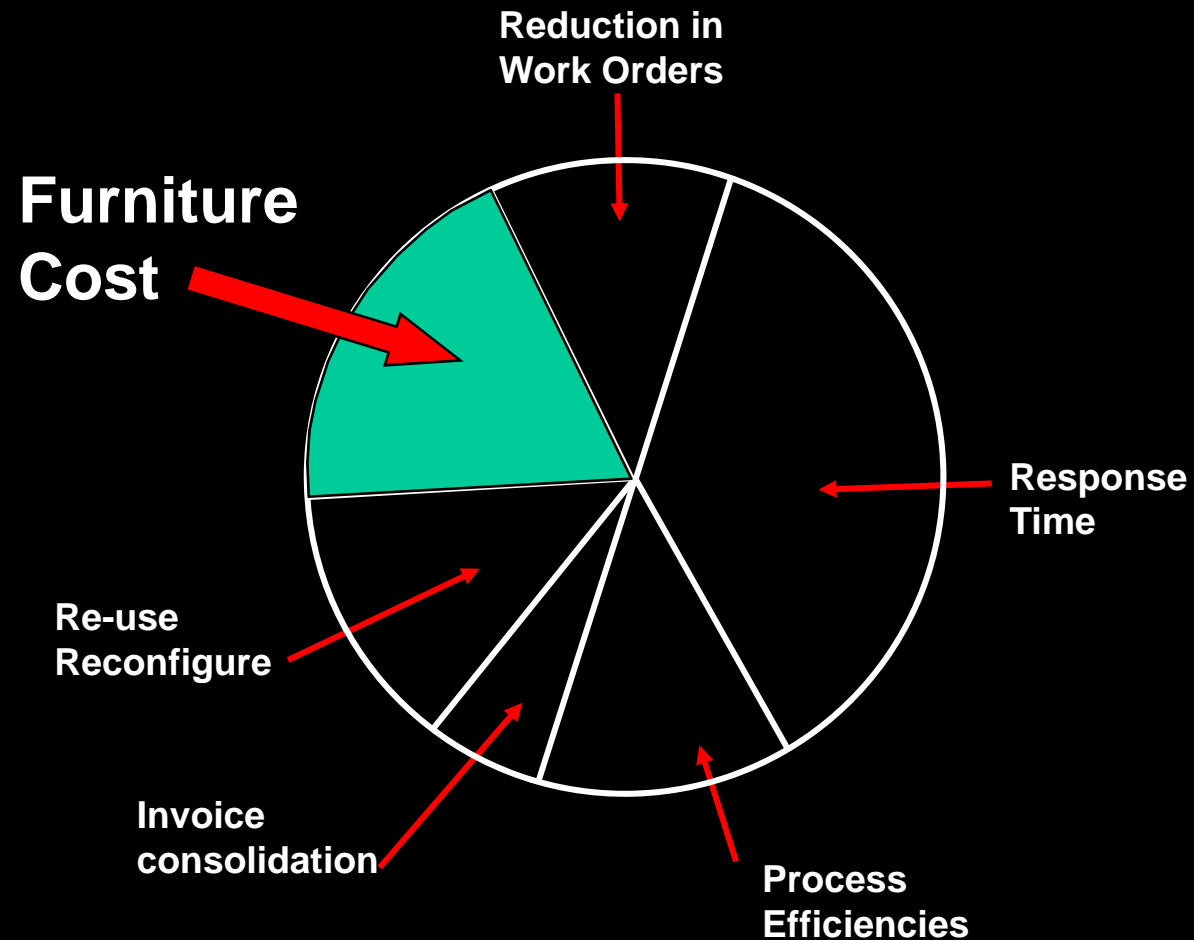 Reduction in
Work Orders
Furniture
Cost
Response
Time
Re-use
Reconfigure
Invoice
consolidation
Process
Efficiencies